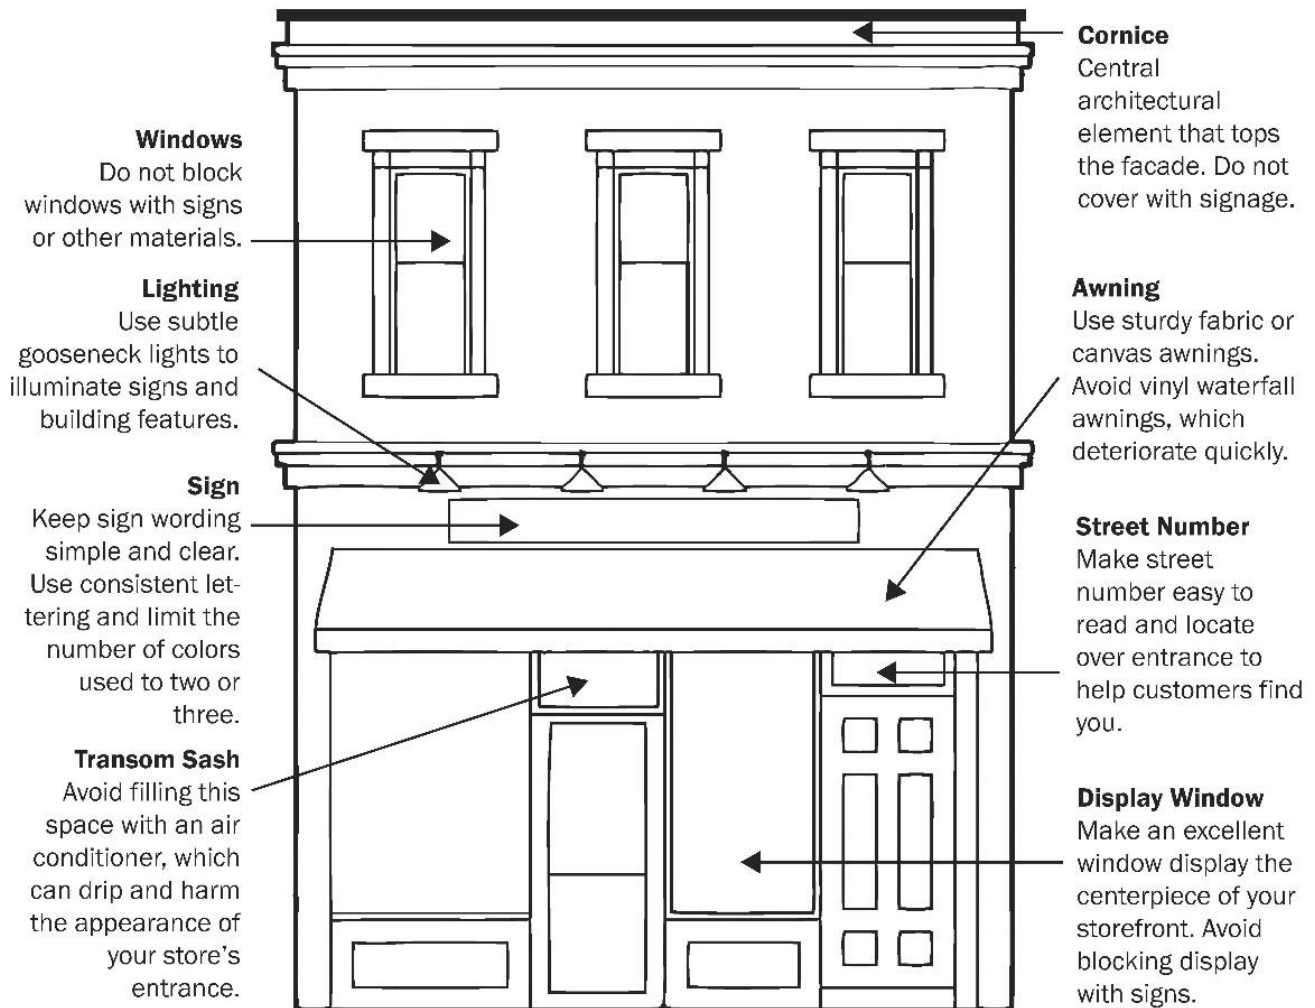 Windows
Do not block
windows with signs
or other materials.
Lighting
Use subtle
gooseneck lights to
illuminate signs and
building features.
Sign
Keep sign wording
simple and clear.
Use consistent let-
tering and limit the
number of colors
used to two or
three.
Transom Sash
Avoid filling this
space with an air
conditioner, which
can drip and harm
the appearance of
your store's
entrance.
Cornice
Central
architectural
element that tops
the facade. Do not
cover with signage.
Awning
Use sturdy fabric or
canvas awnings.
Avoid vinyl waterfall
awnings, which
deteriorate quickly.
Street Number
Make street
number easy to
read and locate
over entrance to
help customers find
you.
Display Window
Make an excellent
window display the
centerpiece of your
storefront. Avoid
blocking display
with signs.